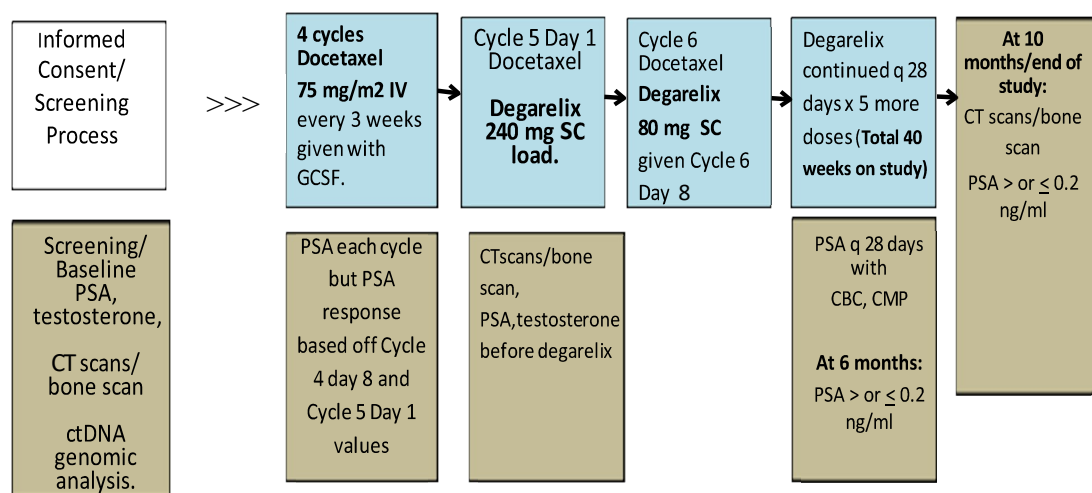 Informed
Consent/
Screening
Process
>>>
4 cycles
Docetaxel
75 mg/m2 IV
every 3 weeks
given with
GCSF.
Cycle 5 Day 1
Docetaxel
Degarelix
240 mg SC
load.
Cycle 6
Docetaxel
Degarelix
80 mg SC
given Cycle 6
Day 8
Degarelix
continued q 28
days x 5 more
doses (Total 40
weeks on study)
At 10
months/end of
study:
CT scans/bone
scan
PSA > or ≤ 0.2
ng/ml
Screening/
Baseline
PSA,
testosterone,
CT scans/
bone scan
ctDNA
genomic
analysis.
PSA each cycle
but PSA
response
based off Cycle
4 day 8 and
Cycle 5 Day 1
values
CTscans/bone
scan,
PSA,testosterone
before degarelix
PSA q 28 days
with
CBC, CMP
At 6 months:
PSA > or ≤ 0.2
ng/ml